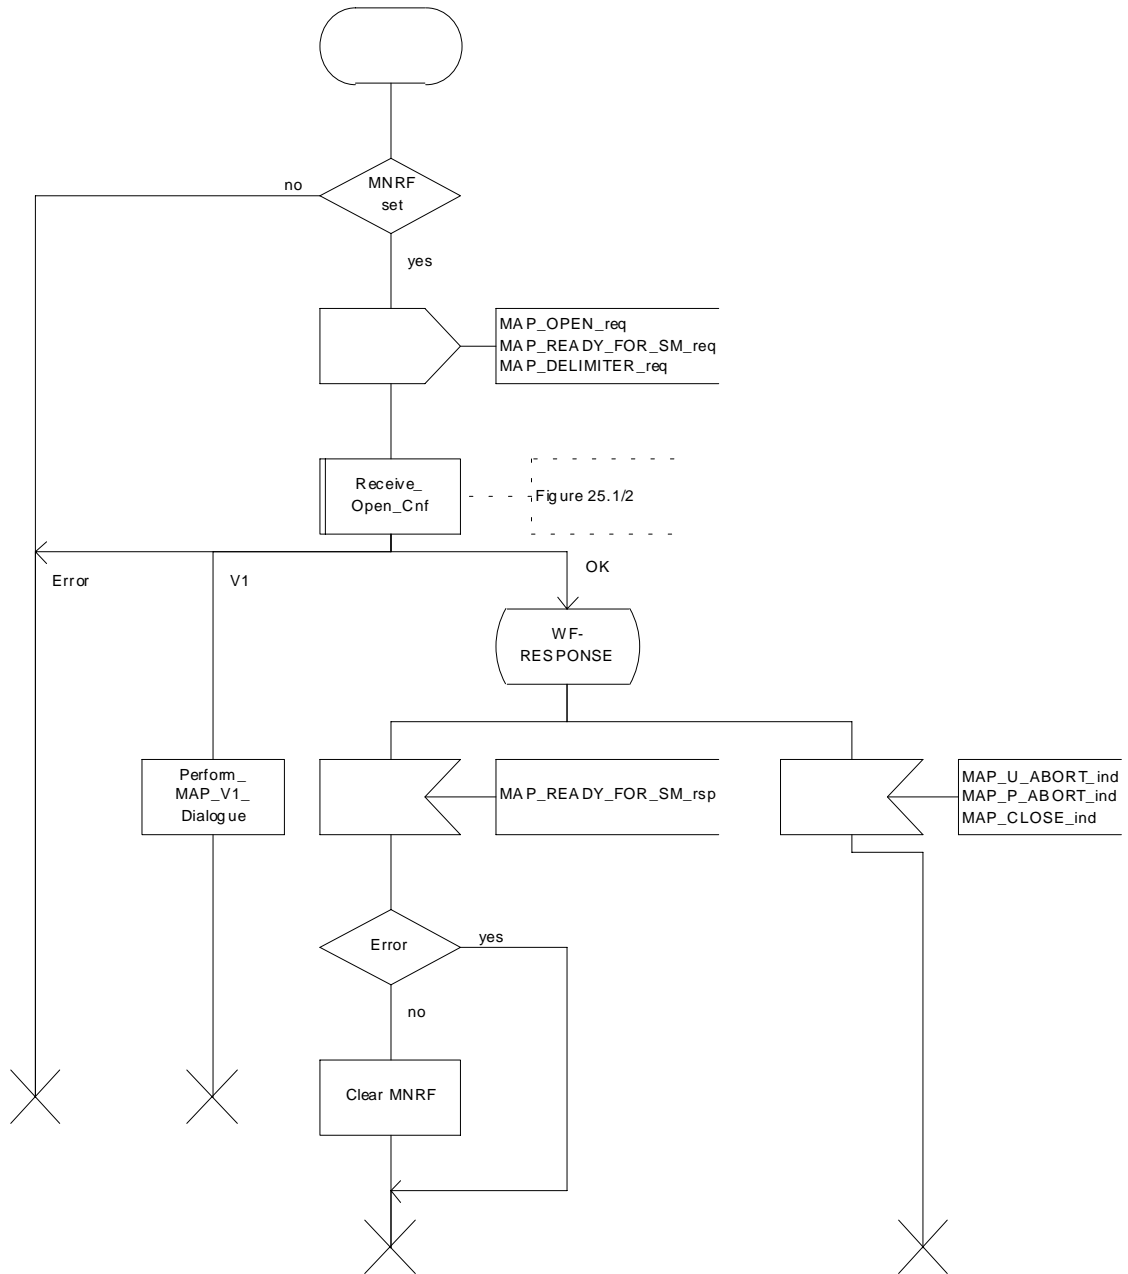 no
MNRF
set
yes
MAP_OPEN_req
MAP_READY_FOR_SM_req
MAP_DELIMITER_req
Receive_
Open_Cnf
Figure 25.1/2
Error
V1
OK
WF-
RESPONSE
Perform_
MAP_V1_
Dialogue
MAP_READY_FOR_SM_rsp
MAP_U_ABORT_ind
MAP_P_ABORT_ind
MAP_CLOSE_ind
Error
yes
no
Clear MNRF